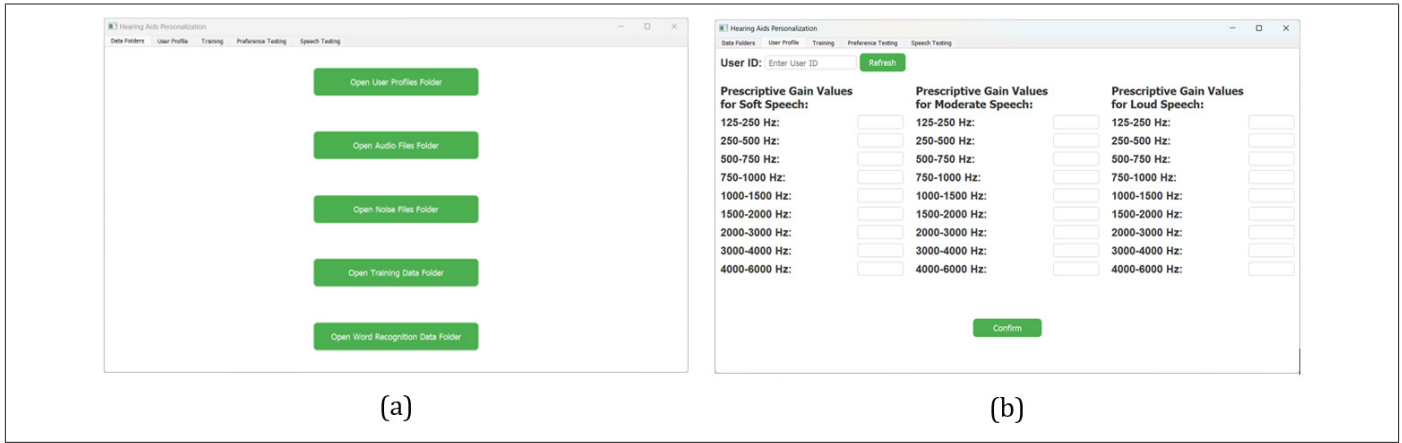 Hearing Aids Personalization
Data Folders User Profile Training Preference Testing Speech Testing
Open User Profiles Folder
Open Audio Files Folder
Open Noise Files Folder
Open Training Data Folder
Open Word Recognition Data Folder
(a)
Hearing Aids Personalization
Data Folders User Profile Training Preference Testing Speech Testing
User ID: Enter User ID Refresh
Prescriptive Gain Values
for Soft Speech:
125-250 Hz:
250-500 Hz:
500-750 Hz:
750-1000 Hz:
1000-1500 Hz:
1500-2000 Hz:
2000-3000 Hz:
3000-4000 Hz:
4000-6000 Hz:
Prescriptive Gain Values
for Moderate Speech:
125-250 Hz:
250-500 Hz:
500-750 Hz:
750-1000 Hz:
1000-1500 Hz:
1500-2000 Hz:
2000-3000 Hz:
3000-4000 Hz:
4000-6000 Hz:
Prescriptive Gain Values
for Loud Speech:
125-250 Hz:
250-500 Hz:
500-750 Hz:
750-1000 Hz:
1000-1500 Hz:
1500-2000 Hz:
2000-3000 Hz:
3000-4000 Hz:
4000-6000 Hz:
Confirm
(b)